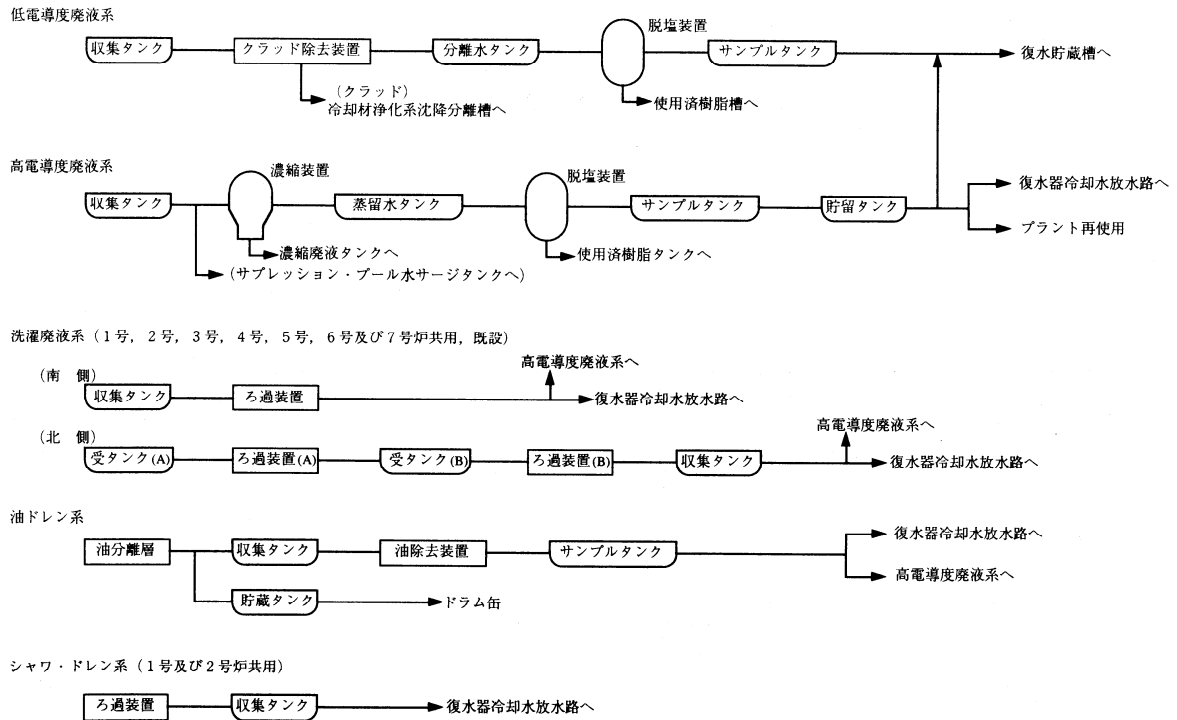 低電導度廃液系
収集タンク
クラッド除去装置
分離水タンク
脱塩装置
サンプルタンク
復水貯蔵槽へ
(クラッド)
冷却材浄化系沈降分離槽へ
使用済樹脂槽へ
高電導度廃液系
収集タンク
濃縮装置
蒸留水タンク
脱塩装置
サンプルタンク
貯留タンク
復水器冷却水放水路へ
プラント再使用
濃縮廃液タンクへ
使用済樹脂タンクへ
(サプレッション・プール水サージタンクへ)
洗濯廃液系(1号,2号,3号,4号,5号,6号及び7号炉共用,既設)
(南 側)
収集タンク
ろ過装置
高電導度廃液系へ
復水器冷却水放水路へ
(北 側)
受タンク(A)
ろ過装置(A)
受タンク(B)
ろ過装置(B)
収集タンク
高電導度廃液系へ
復水器冷却水放水路へ
油ドレン系
油分離層
収集タンク
油除去装置
サンプルタンク
復水器冷却水放水路へ
高電導度廃液系へ
貯蔵タンク
ドラム缶
シャワ・ドレン系(1号及び2号炉共用)
ろ過装置
収集タンク
復水器冷却水放水路へ